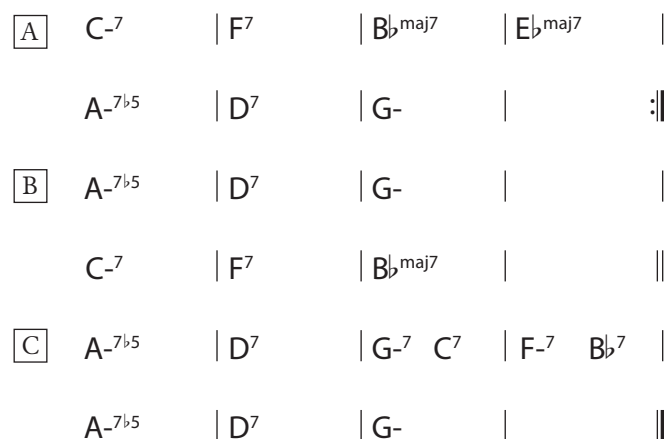 A C-7 | F7 | B♭maj7 | E♭maj7 |
A-7♭5 | D7 | G- | :‖
B A-7♭5 | D7 | G- | |
C-7 | F7 | B♭maj7 | ‖
C A-7♭5 | D7 | G-7 C7 | F-7 B♭7 |
A-7♭5 | D7 | G- | ‖